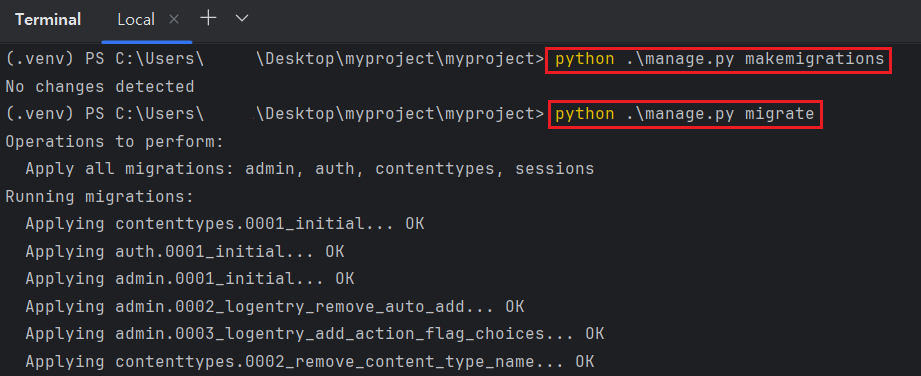 Terminal Local × +
(.venv) PS C:\Users\ \Desktop\myproject\myproject> python .\manage.py makemigrations
No changes detected
(.venv) PS C:\Users\ \Desktop\myproject\myproject> python .\manage.py migrate
Operations to perform:
  Apply all migrations: admin, auth, contenttypes, sessions
Running migrations:
  Applying contenttypes.0001_initial... OK
  Applying auth.0001_initial... OK
  Applying admin.0001_initial... OK
  Applying admin.0002_logentry_remove_auto_add... OK
  Applying admin.0003_logentry_add_action_flag_choices... OK
  Applying contenttypes.0002_remove_content_type_name... OK